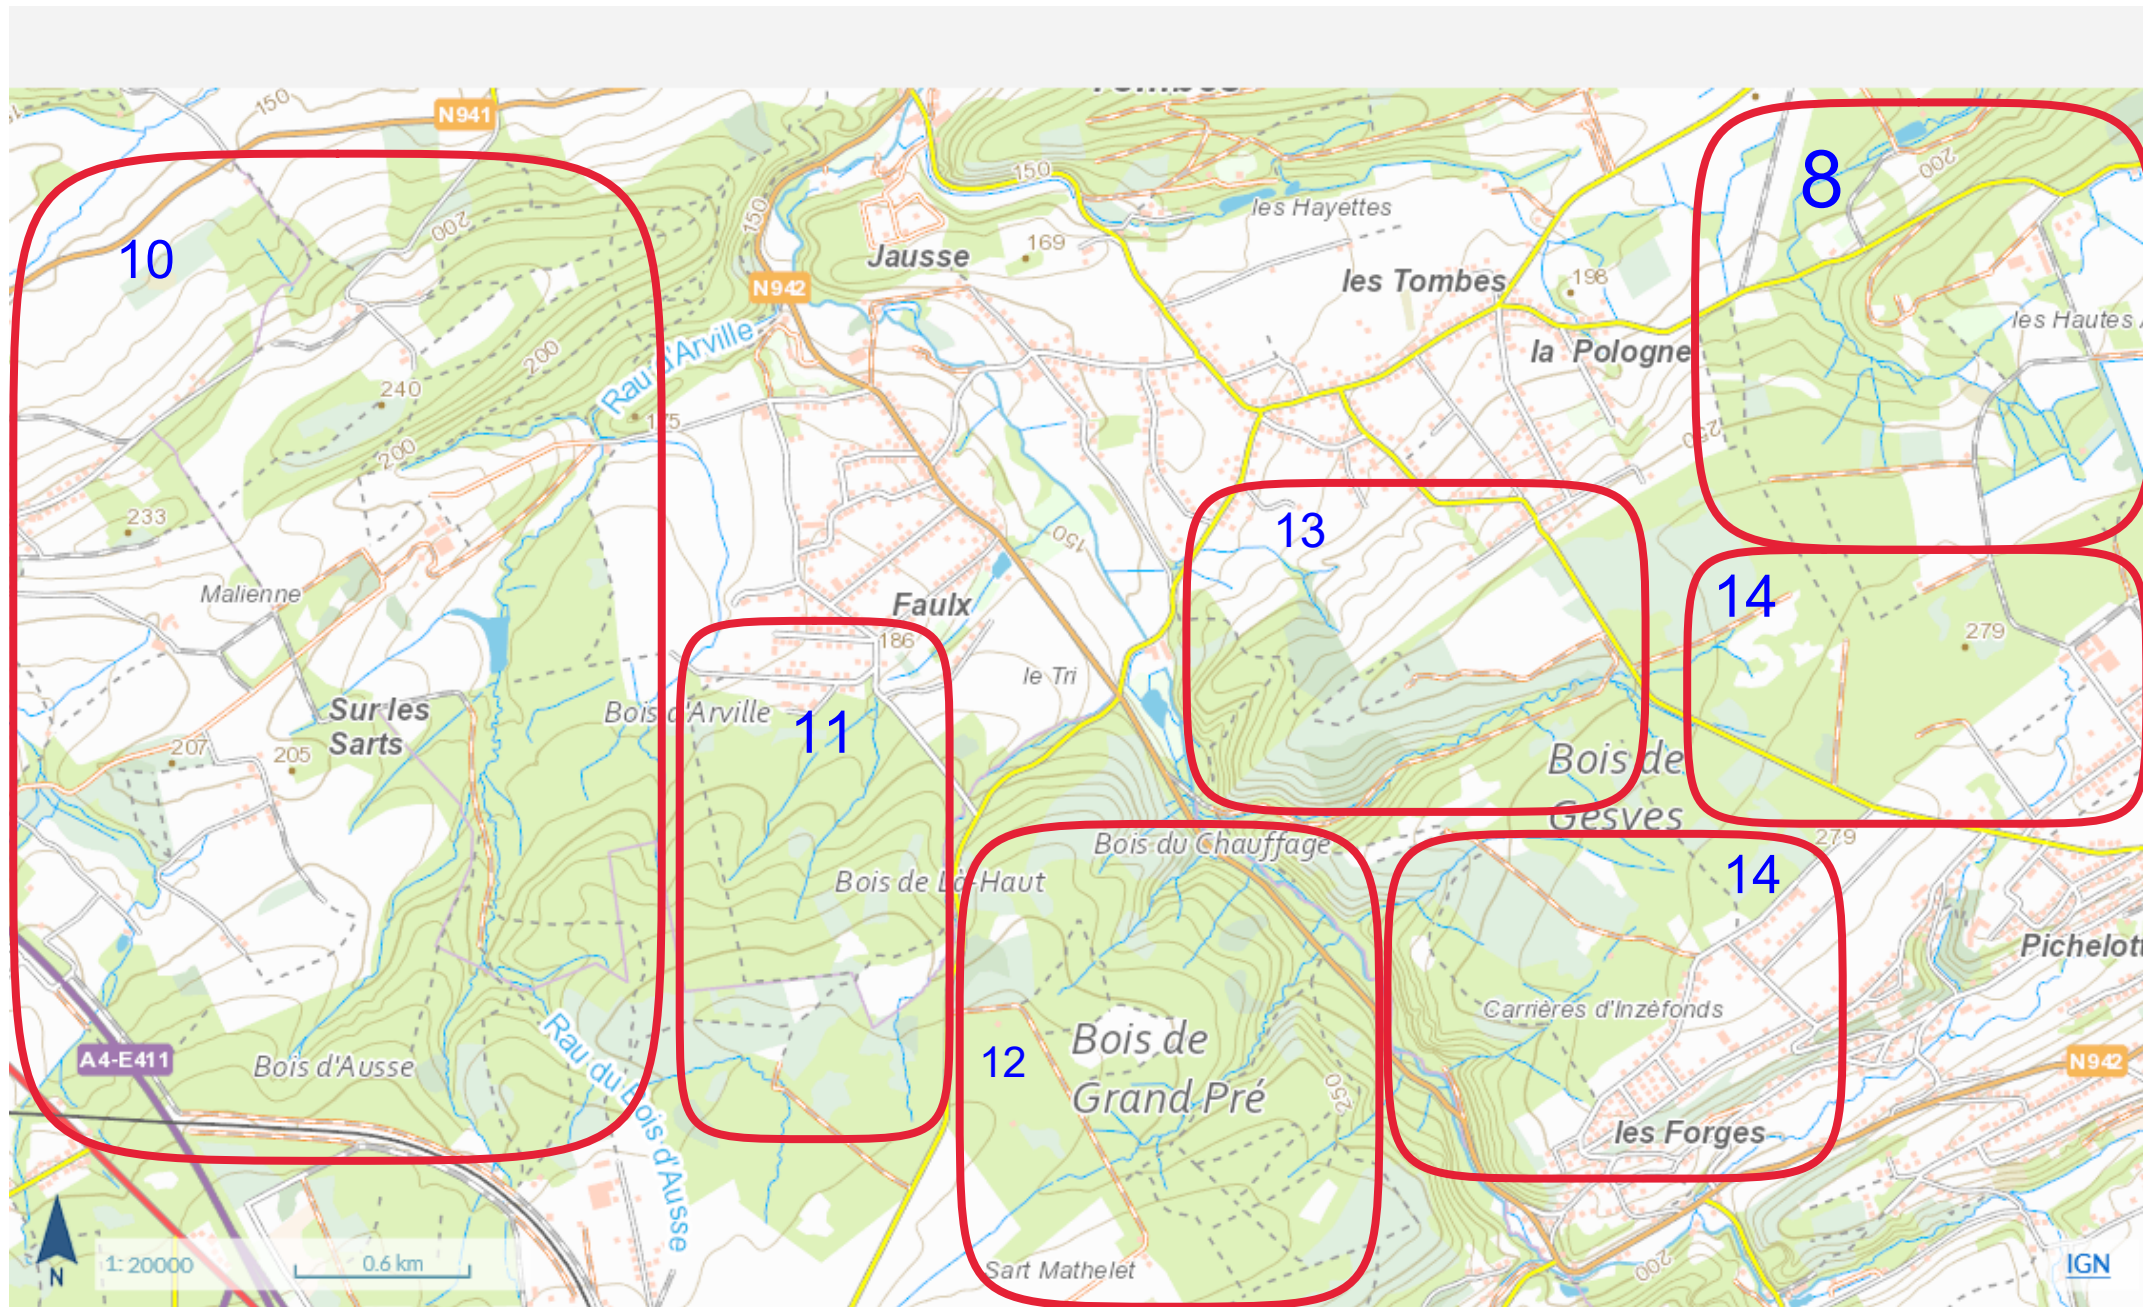 150
N941
150
8
200
les Hayettes
200
150
10
Jausse
169
N942
les Tombes
198
les Hautes
Rau d'Arville
la Pologne
200
240
175
250
200
233
13
150
Malienne
Faulx
14
186
279
le Tri
Sur les
Sarts
Bois d'Arville
11
207
205
Bois de
Gesves
Bois du Chauffage
279
14
Bois de Là-Haut
Carrières d'Inzèfonds
Rau du Bois d'Ausse
Bois de
Grand Pré
12
250
A4-E411
Bois d'Ausse
N942
les Forges
Sart Mathelet
200
N
1: 20000
0.6 km
IGN